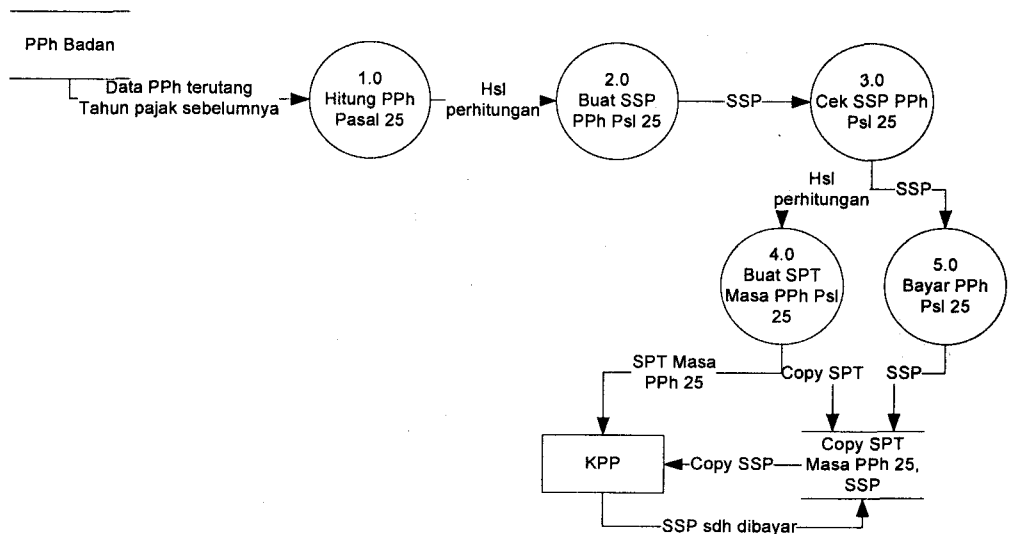 PPh Badan
Data PPh terutang
Tahun pajak sebelumnya
1.0
Hitung PPh
Pasal 25
Hsl
perhitungan
2.0
Buat SSP
PPh Psl 25
SSP
3.0
Cek SSP PPh
Psl 25
Hsl
perhitungan
SSP
4.0
Buat SPT
Masa PPh Psl
25
5.0
Bayar PPh
Psl 25
SPT Masa
PPh 25
Copy SPT
SSP
KPP
Copy SSP
Copy SPT
Masa PPh 25,
SSP
SSP sdh dibayar